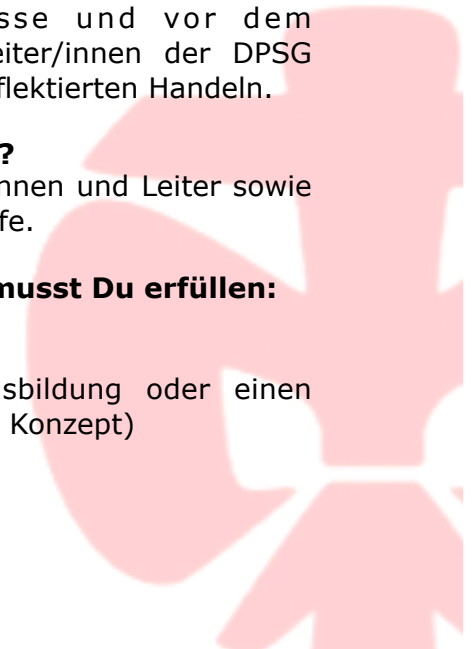 sse und vor dem
eiter/innen der DPSG
flektierten Handeln.
?
nnen und Leiter sowie
fe.
musst Du erfüllen:
sbildung oder einen
Konzept)